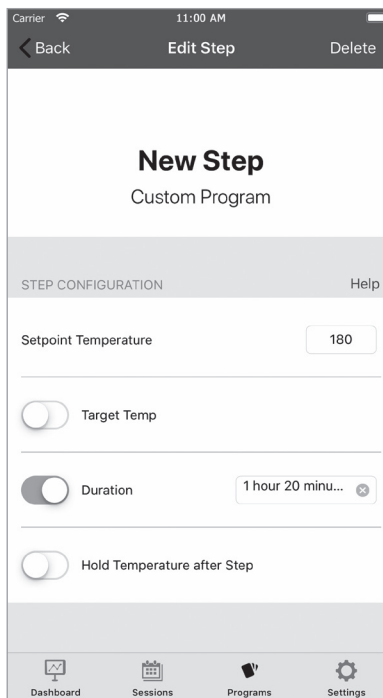 Carrier 11:00 AM
Back Edit Step Delete
New Step
Custom Program
STEP CONFIGURATION Help
Setpoint Temperature 180
Target Temp
Duration 1 hour 20 minu...
Hold Temperature after Step
Dashboard Sessions Programs Settings